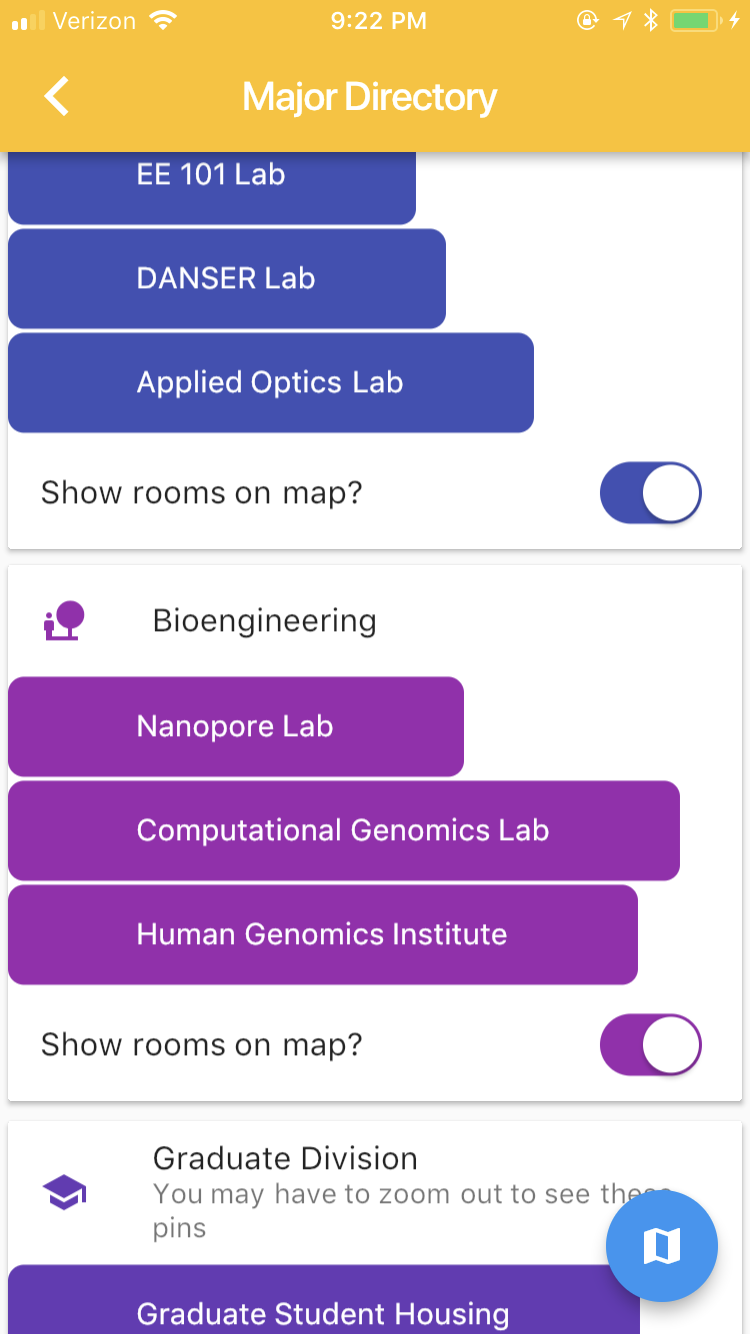 Verizon 9:22 PM
Major Directory
EE 101 Lab
DANSER Lab
Applied Optics Lab
Show rooms on map?
Bioengineering
Nanopore Lab
Computational Genomics Lab
Human Genomics Institute
Show rooms on map?
Graduate Division
You may have to zoom out to see these
pins
Graduate Student Housing